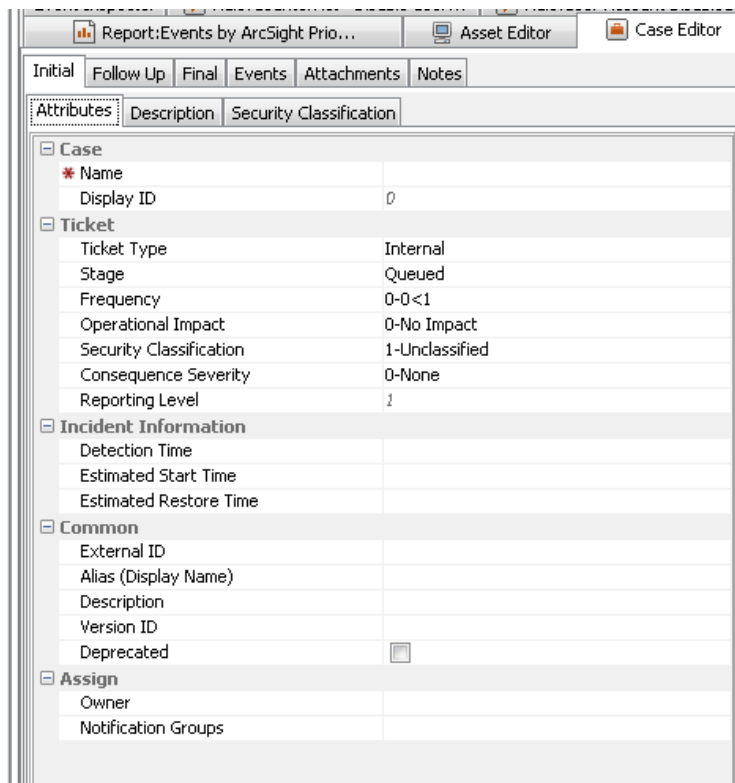 Report:Events by ArcSight Prio... Asset Editor Case Editor
Initial Follow Up Final Events Attachments Notes
Attributes Description Security Classification
Case
* Name
Display ID 0
Ticket
Ticket Type Internal
Stage Queued
Frequency 0-0<1
Operational Impact 0-No Impact
Security Classification 1-Unclassified
Consequence Severity 0-None
Reporting Level 1
Incident Information
Detection Time
Estimated Start Time
Estimated Restore Time
Common
External ID
Alias (Display Name)
Description
Version ID
Deprecated
Assign
Owner
Notification Groups